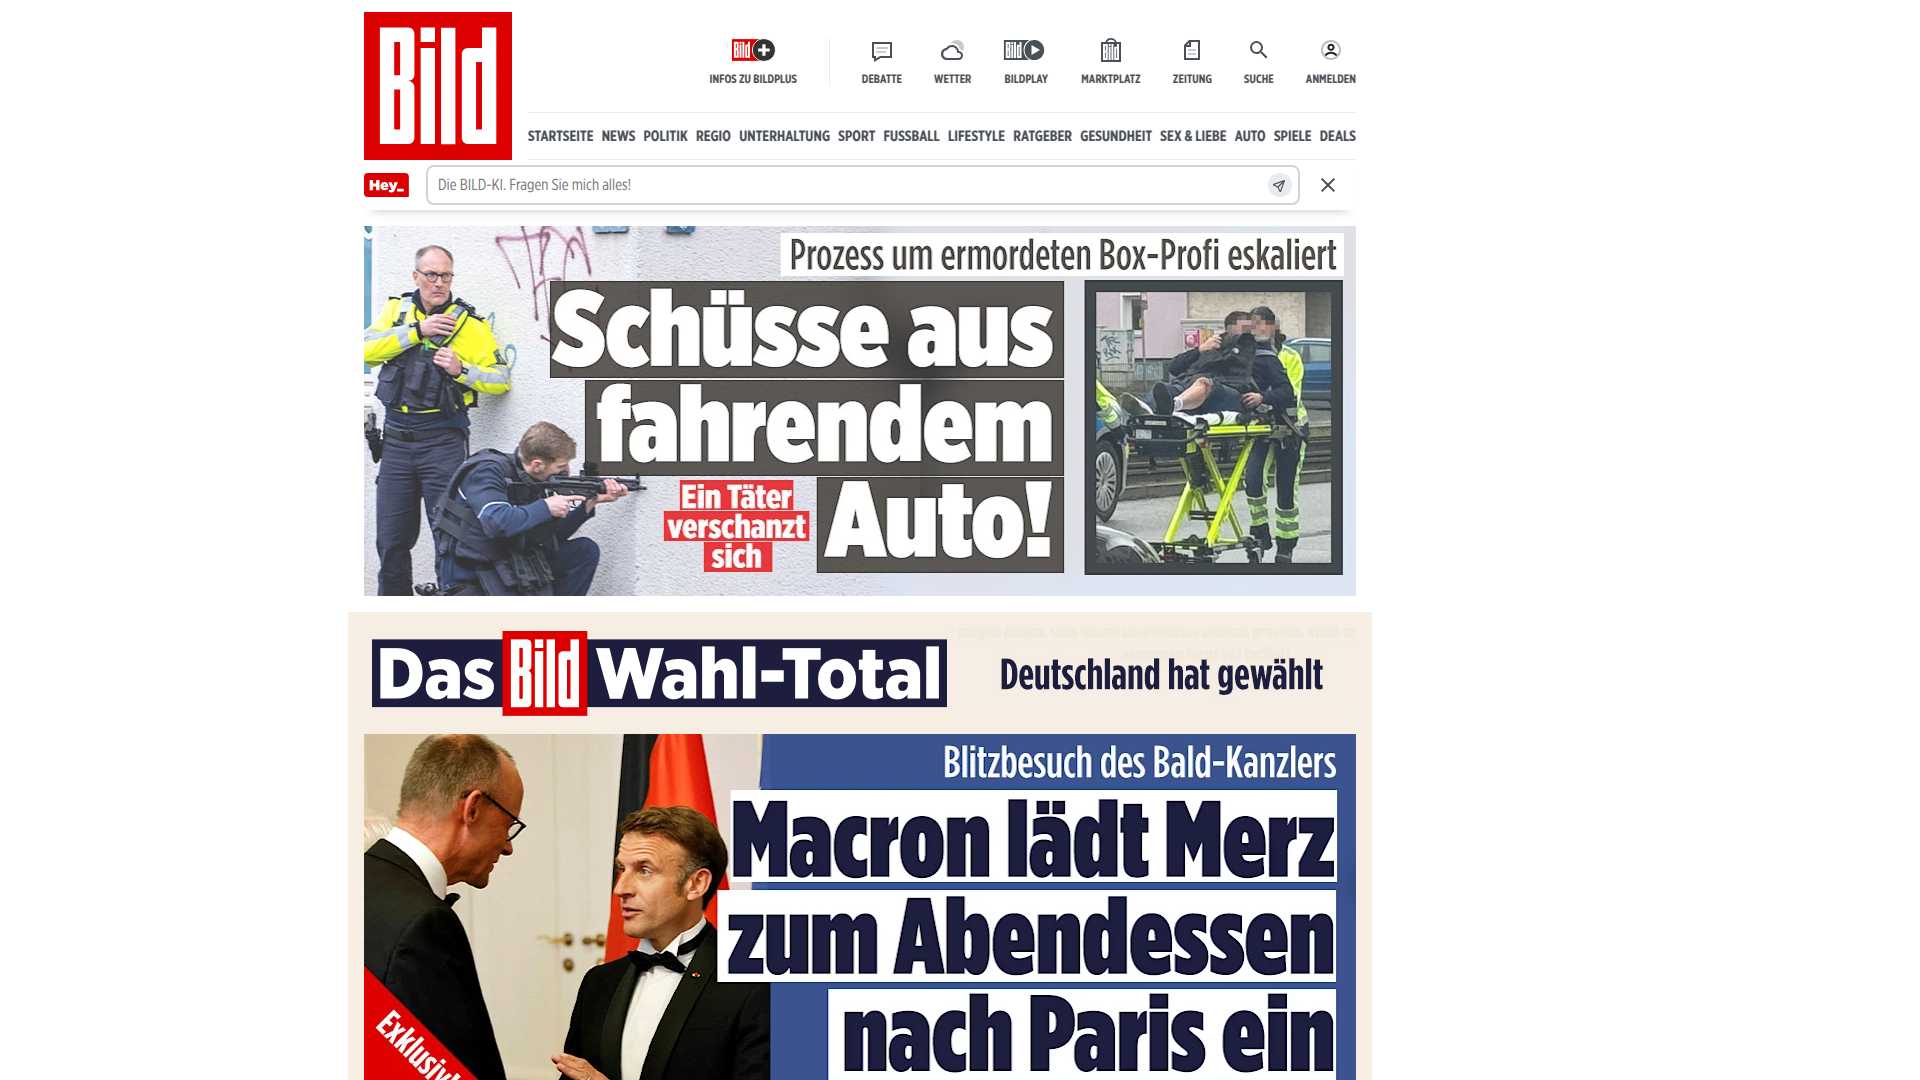 Bild
Bild
INFOS ZU BILDPLUS
DEBATTE
WETTER
Bild
BILDPLAY
Bild
MARKTPLATZ
ZEITUNG
SUCHE
ANMELDEN
STARTSEITE NEWS POLITIK REGIO UNTERHALTUNG SPORT FUSSBALL LIFESTYLE RATGEBER GESUNDHEIT SEX & LIEBE AUTO SPIELE DEALS
Hey_
Die BILD-KI. Fragen Sie mich alles!
Prozess um ermordeten Box-Profi eskaliert
Schüsse aus
fahrendem
Auto!
Ein Täter
verschanzt
sich
Das Bild Wahl-Total
Deutschland hat gewählt
Blitzbesuch des Bald-Kanzlers
Macron lädt Merz
zum Abendessen
nach Paris ein